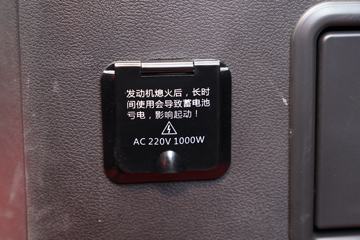 发动机熄火后，长时
间使用会导致蓄电池
亏电，影响起动！
AC 220V 1000W